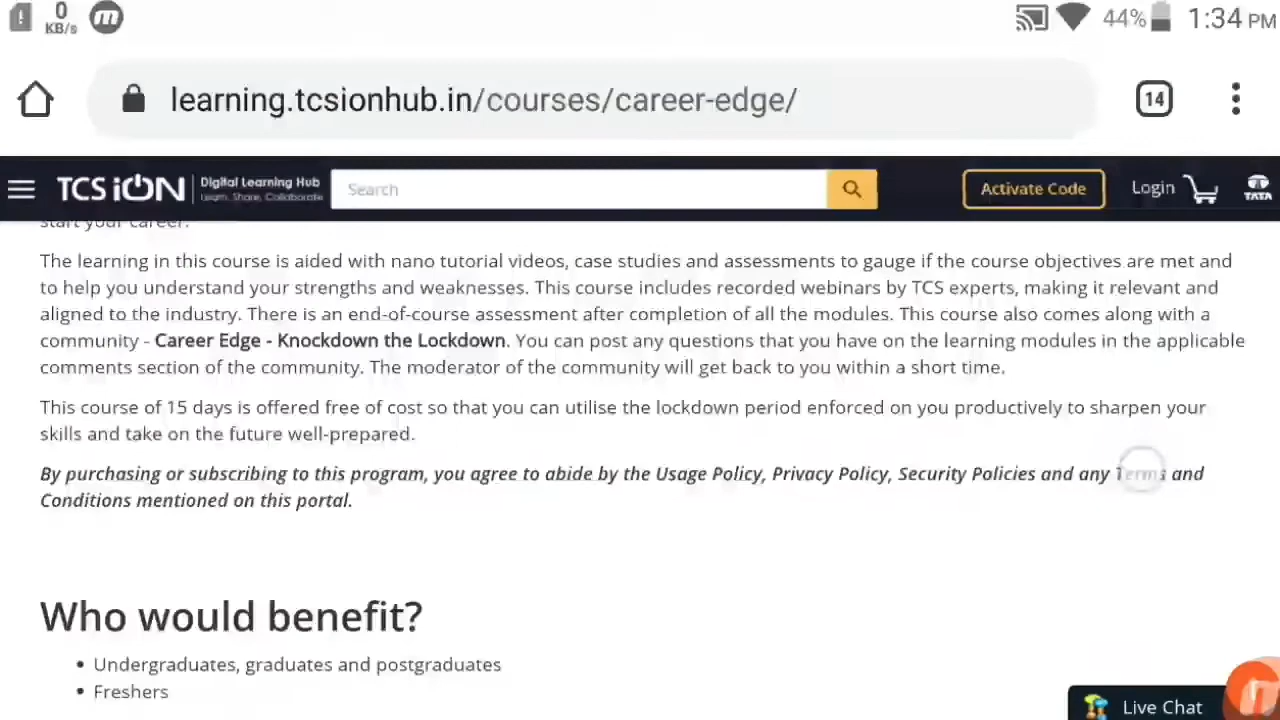 0
KB/s
44%
1:34 PM
learning.tcsionhub.in/courses/career-edge/
14
TCS iON
Digital Learning Hub
Learn. Share. Collaborate
Search
Activate Code
Login
TATA
start your career.
The learning in this course is aided with nano tutorial videos, case studies and assessments to gauge if the course objectives are met and
to help you understand your strengths and weaknesses. This course includes recorded webinars by TCS experts, making it relevant and
aligned to the industry. There is an end-of-course assessment after completion of all the modules. This course also comes along with a
community - Career Edge - Knockdown the Lockdown. You can post any questions that you have on the learning modules in the applicable
comments section of the community. The moderator of the community will get back to you within a short time.
This course of 15 days is offered free of cost so that you can utilise the lockdown period enforced on you productively to sharpen your
skills and take on the future well-prepared.
By purchasing or subscribing to this program, you agree to abide by the Usage Policy, Privacy Policy, Security Policies and any Terms and
Conditions mentioned on this portal.
Who would benefit?
• Undergraduates, graduates and postgraduates
• Freshers
Live Chat